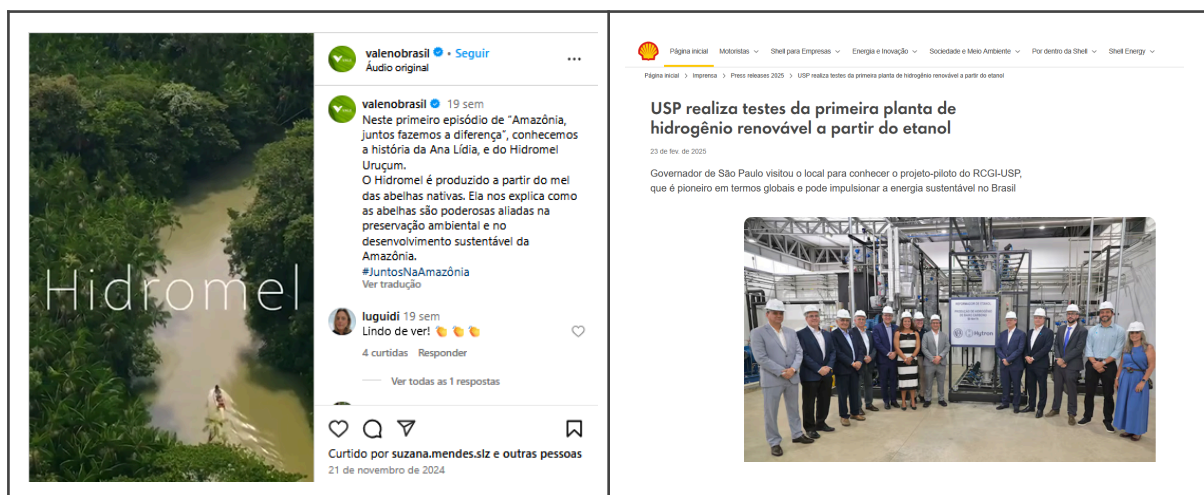 Hidromel
valenobrasil • Seguir
Áudio original
valenobrasil 19 sem
Neste primeiro episódio de "Amazônia,
juntos fazemos a diferença", conhecemos
a história da Ana Lídia, e do Hidromel
Uruçum.
O Hidromel é produzido a partir do mel
das abelhas nativas. Ela nos explica como
as abelhas são poderosas aliadas na
preservação ambiental e no
desenvolvimento sustentável da
Amazônia.
#JuntosNaAmazônia
Ver tradução
luguidi 19 sem
Lindo de ver! 👏👏👏
4 curtidas Responder
Ver todas as 1 respostas
Curtido por suzana.mendes.slz e outras pessoas
21 de novembro de 2024
Página inicial Motoristas Shell para Empresas Energia e Inovação Sociedade e Meio Ambiente Por dentro da Shell Shell Energy
Página inicial > Imprensa > Press releases 2025 > USP realiza testes da primeira planta de hidrogênio renovável a partir do etanol
USP realiza testes da primeira planta de
hidrogênio renovável a partir do etanol
23 de fev. de 2025
Governador de São Paulo visitou o local para conhecer o projeto-piloto do RCGI-USP,
que é pioneiro em termos globais e pode impulsionar a energia sustentável no Brasil
Hytron